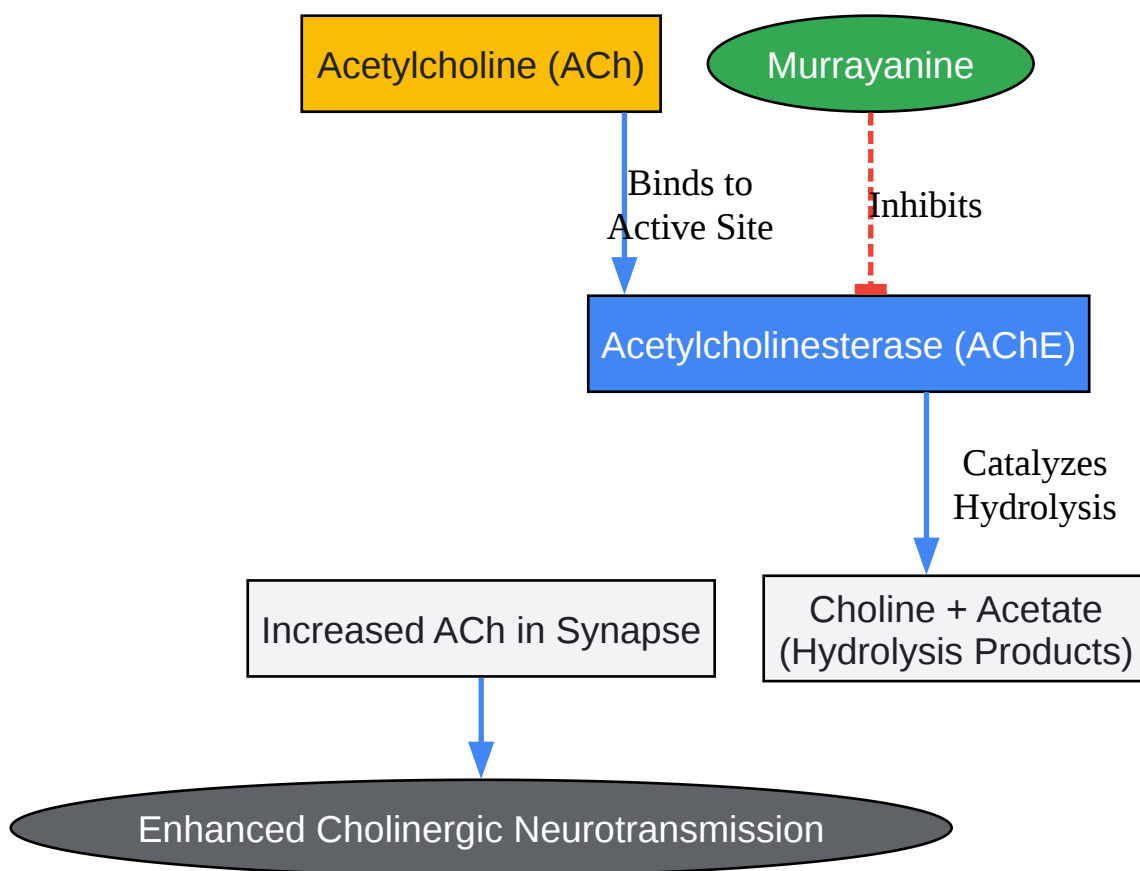 Acetylcholine (ACh)
Murrayanine
Binds to
Active Site
Inhibits
Acetylcholinesterase (AChE)
Catalyzes
Hydrolysis
Increased ACh in Synapse
Choline + Acetate
(Hydrolysis Products)
Enhanced Cholinergic Neurotransmission